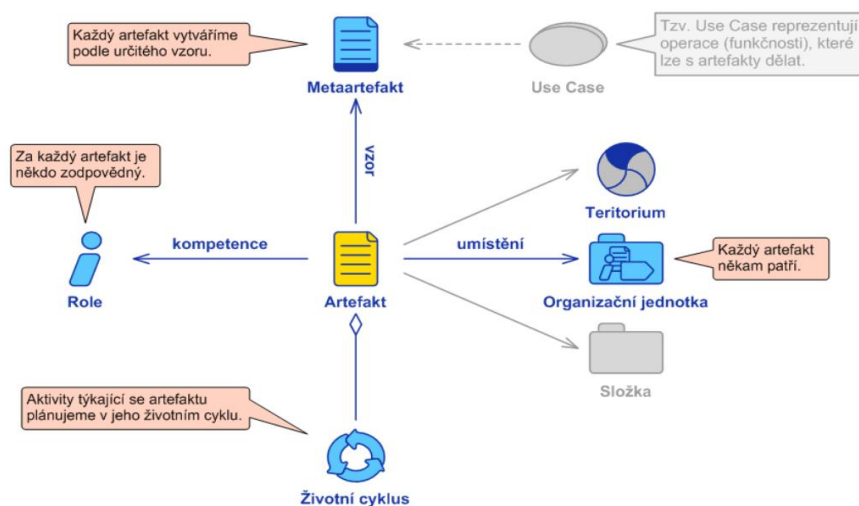 Každý artefakt vytváříme
podle určitého vzoru.
Metaartefakt
Use Case
Tzv. Use Case reprezentují
operace (funkčnosti), které
lze s artefakty dělat.
Za každý artefakt je
někdo zodpovědný.
vzor
Teritorium
kompetence
umístění
Každý artefakt
někam patří.
Role
Artefakt
Organizační jednotka
Složka
Aktivity týkající se artefaktu
plánujeme v jeho životním cyklu.
Životní cyklus